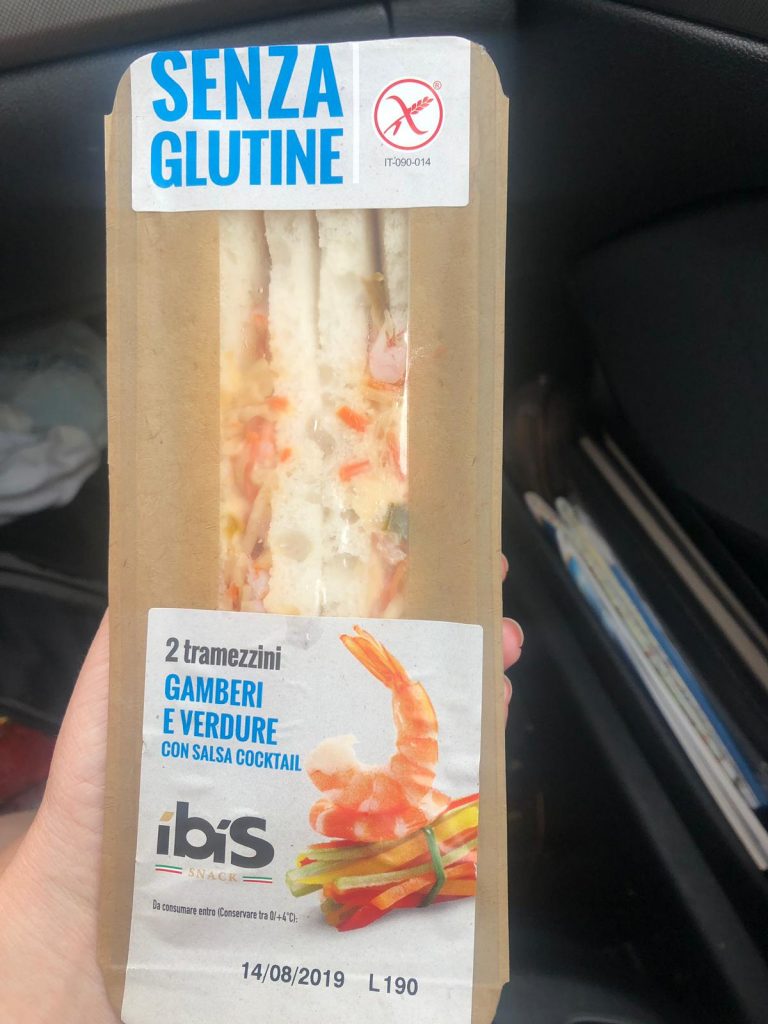 SENZA
GLUTINE
®
IT-090-014
2 tramezzini
GAMBERI
E VERDURE
CON SALSA COCKTAIL
ibis
SNACK
Da consumare entro (Conservare tra 0/+4°C):
14/08/2019 L190